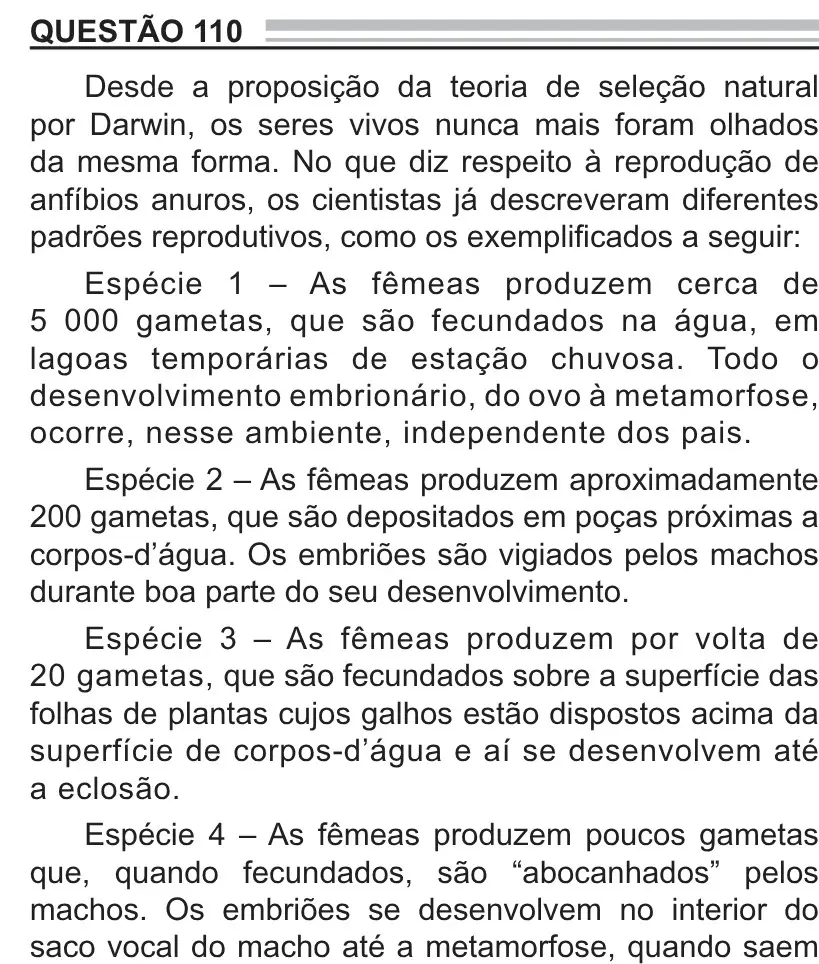 QUESTÃO 110
Desde a proposição da teoria de seleção natural
por Darwin, os seres vivos nunca mais foram olhados
da mesma forma. No que diz respeito à reprodução de
anfíbios anuros, os cientistas já descreveram diferentes
padrões reprodutivos, como os exemplificados a seguir:
Espécie 1 – As fêmeas produzem cerca de
5 000 gametas, que são fecundados na água, em
lagoas temporárias de estação chuvosa. Todo o
desenvolvimento embrionário, do ovo à metamorfose,
ocorre, nesse ambiente, independente dos pais.
Espécie 2 – As fêmeas produzem aproximadamente
200 gametas, que são depositados em poças próximas a
corpos-d’água. Os embriões são vigiados pelos machos
durante boa parte do seu desenvolvimento.
Espécie 3 – As fêmeas produzem por volta de
20 gametas, que são fecundados sobre a superfície das
folhas de plantas cujos galhos estão dispostos acima da
superfície de corpos-d’água e aí se desenvolvem até
a eclosão.
Espécie 4 – As fêmeas produzem poucos gametas
que, quando fecundados, são “abocanhados” pelos
machos. Os embriões se desenvolvem no interior do
saco vocal do macho até a metamorfose, quando saem